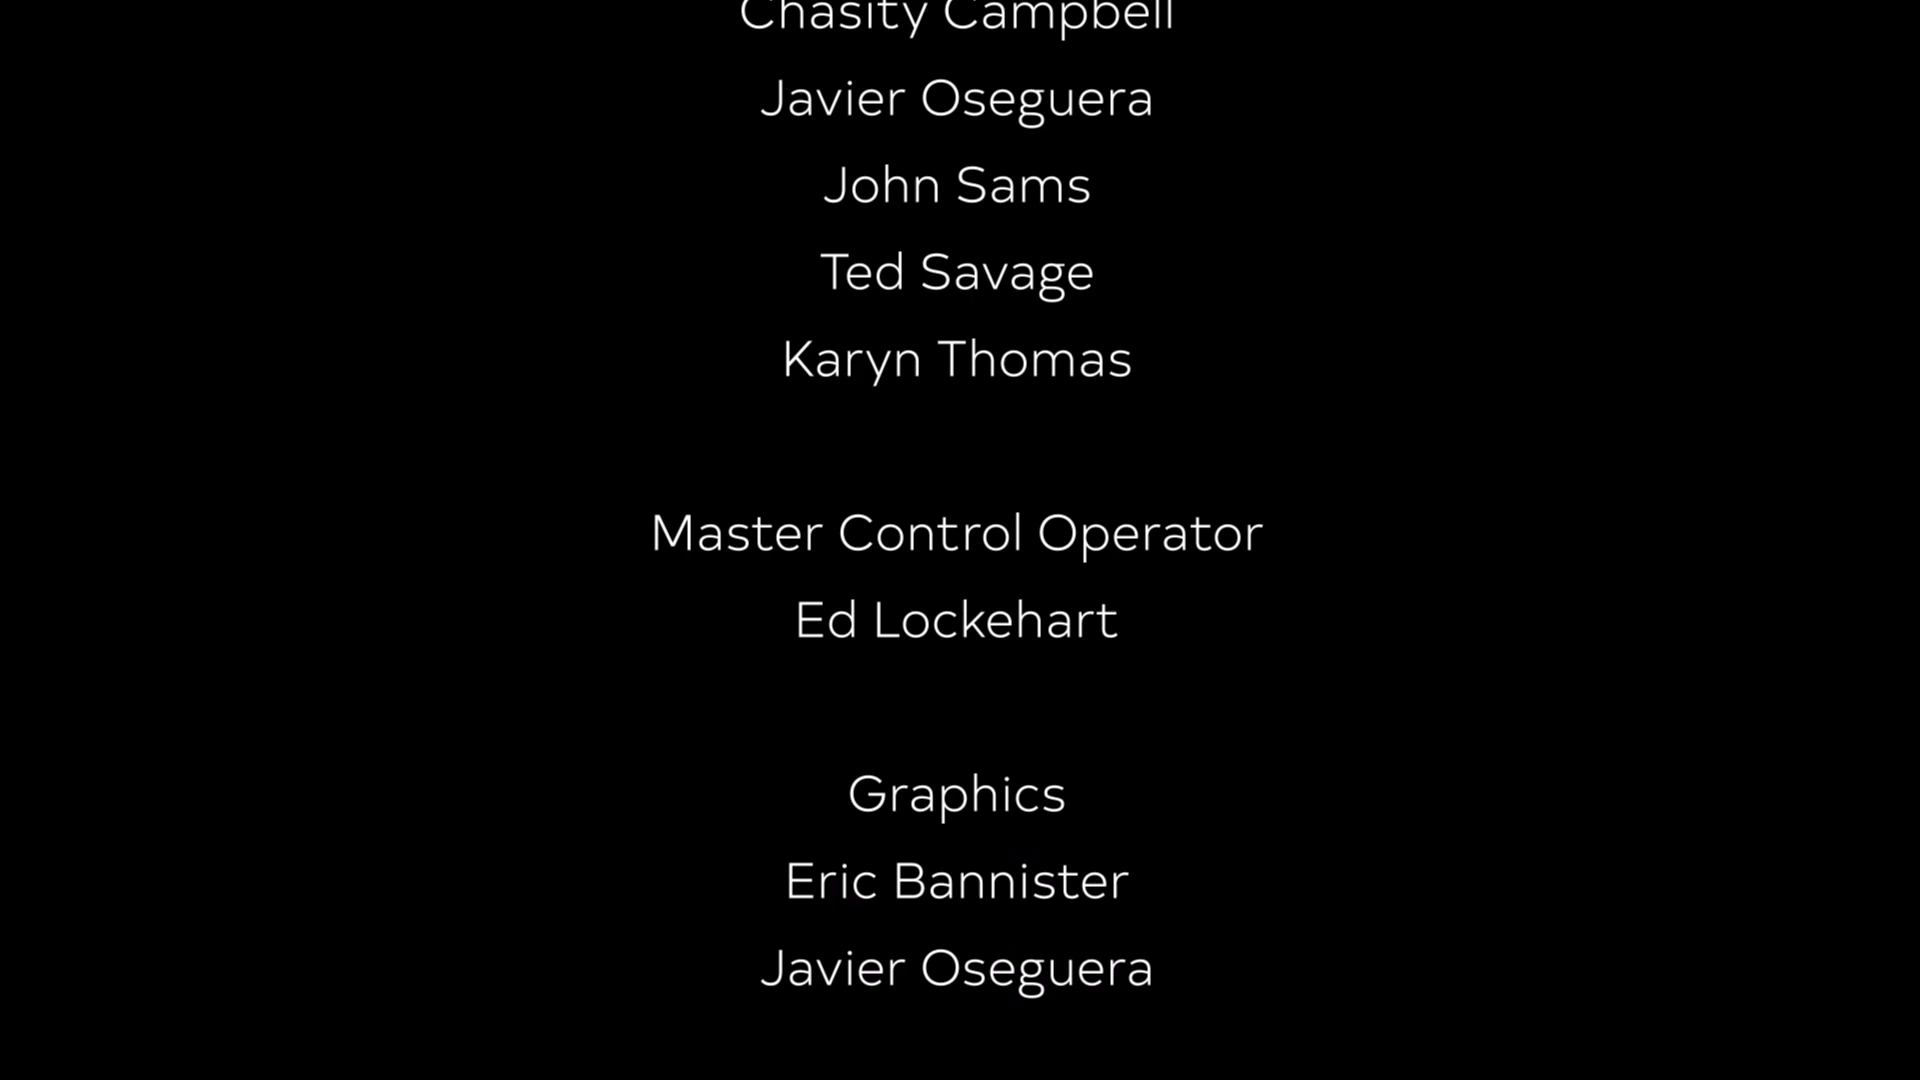 Chasity Campbell
Javier Oseguera
John Sams
Ted Savage
Karyn Thomas
Master Control Operator
Ed Lockehart
Graphics
Eric Bannister
Javier Oseguera